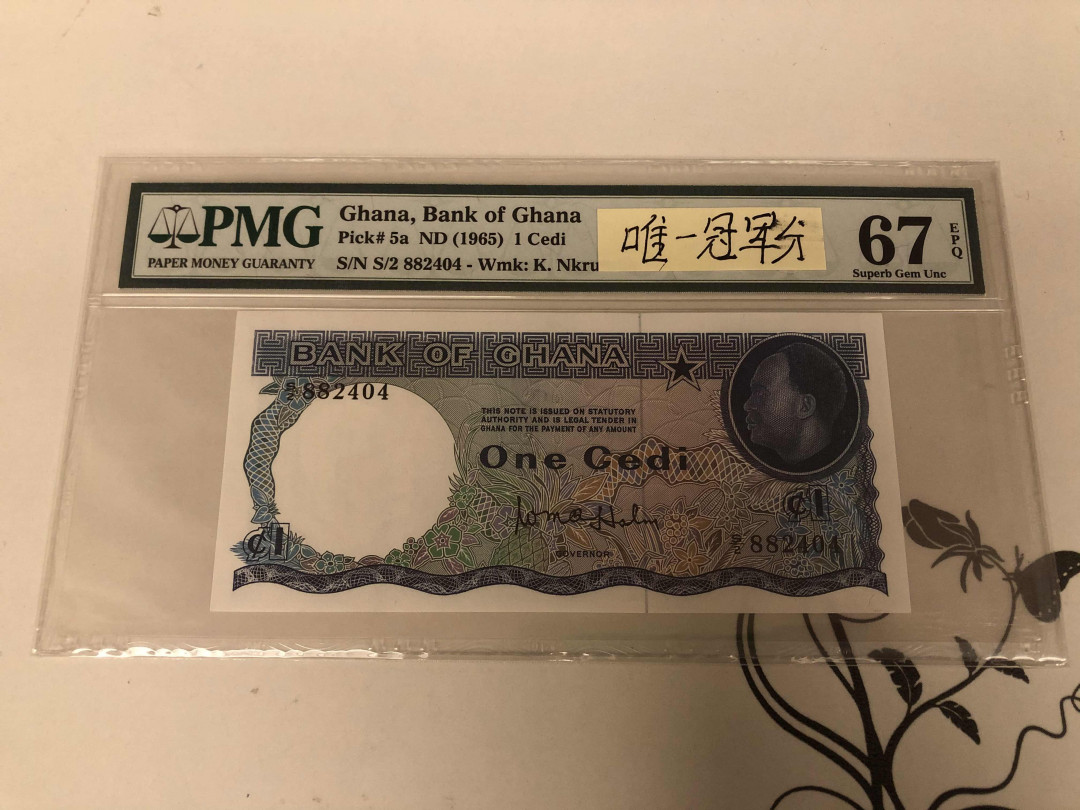 PMG
PAPER MONEY GUARANTY
Ghana, Bank of Ghana
Pick# 5a ND (1965) 1 Cedi
S/N S/2 882404 - Wmk: K. Nkru
唯一冠军分
67
EPQ
Superb Gem Unc
BANK OF GHANA
S/2 882404
THIS NOTE IS ISSUED ON STATUTORY
AUTHORITY AND IS LEGAL TENDER IN
GHANA FOR THE PAYMENT OF ANY AMOUNT
One Cedi
GOVERNOR
₵1
₵1
S/2 882404